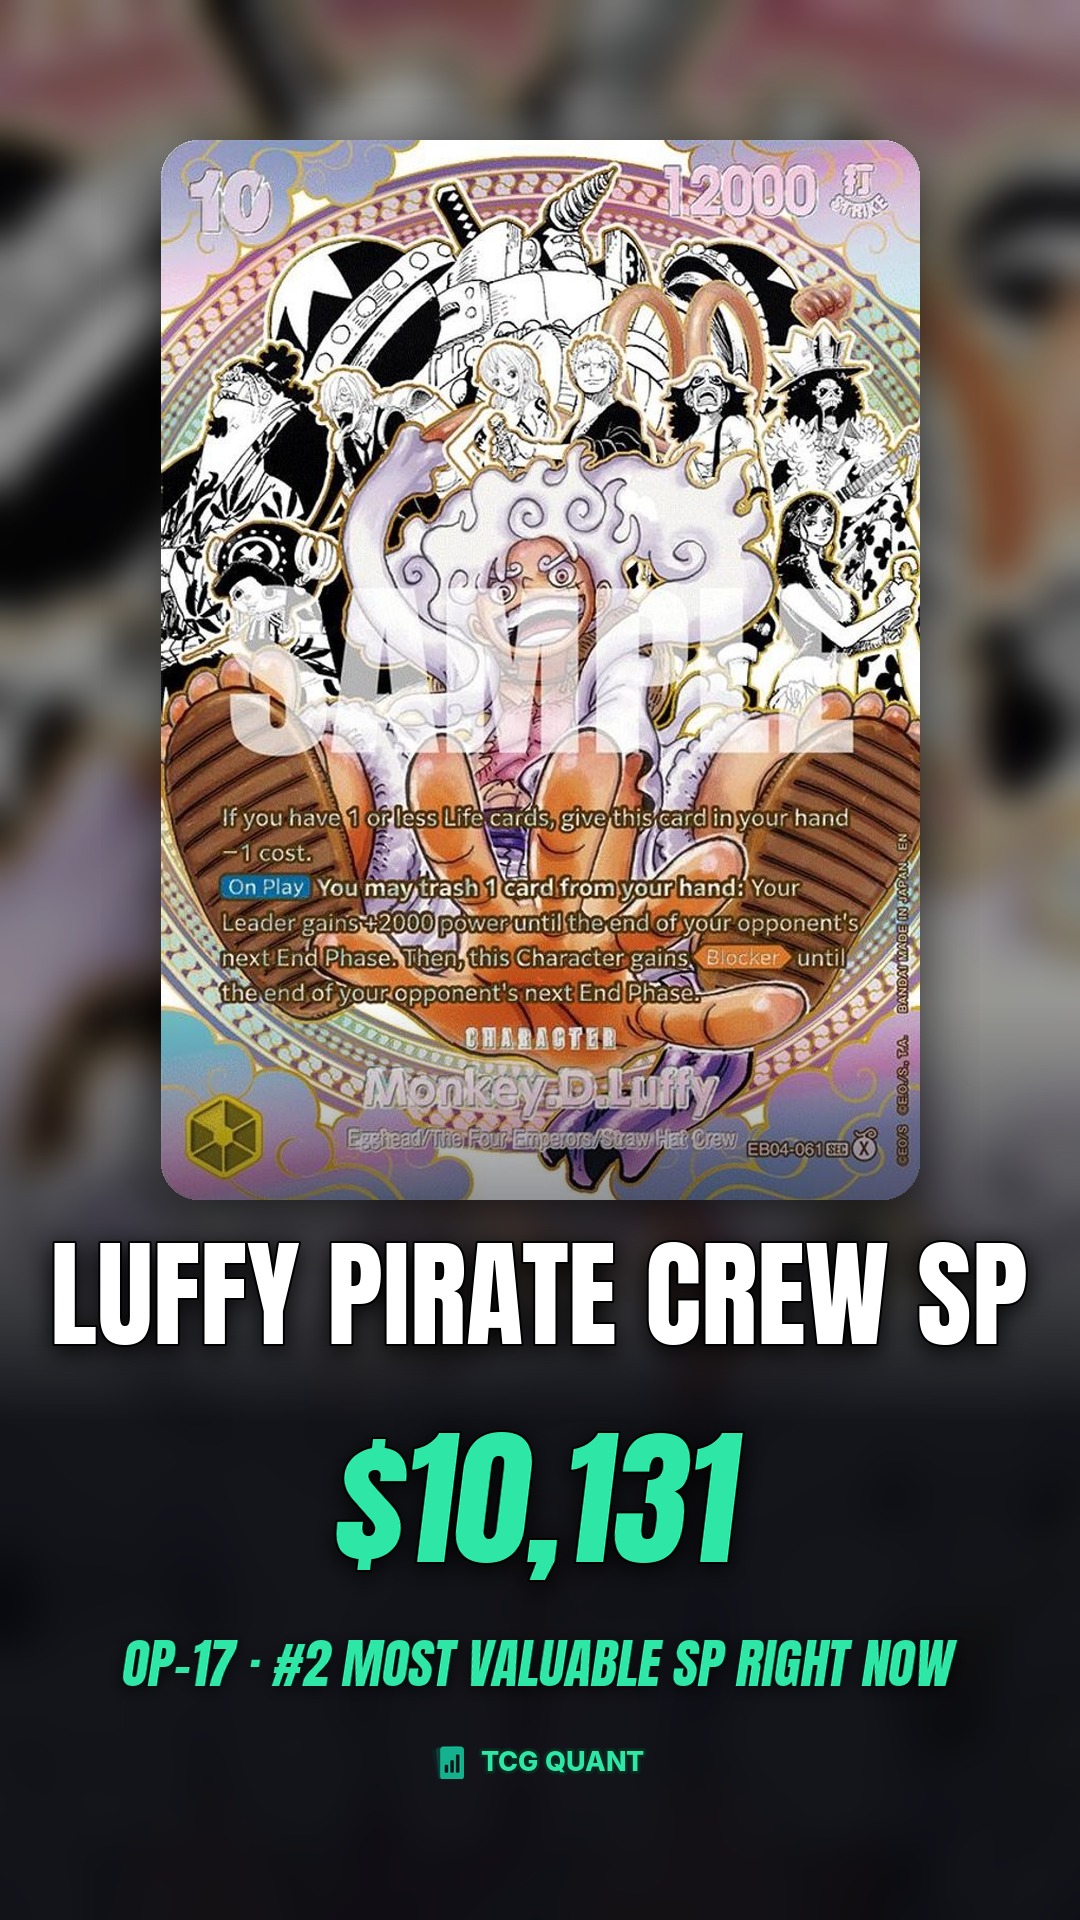 10
12000 打
STRIKE
SAMPLE
If you have 1 or less Life cards, give this card in your hand
−1 cost.
On Play You may trash 1 card from your hand: Your
Leader gains +2000 power until the end of your opponent's
next End Phase. Then, this Character gains Blocker until
the end of your opponent's next End Phase.
CHARACTER
Monkey.D.Luffy
Egghead/The Four Emperors/Straw Hat Crew
EB04-061 SEC X
©EO/S ©E.O./S., T.A. BANDAI MADE IN JAPAN EN
LUFFY PIRATE CREW SP
$10,131
OP-17 · #2 MOST VALUABLE SP RIGHT NOW
TCG QUANT